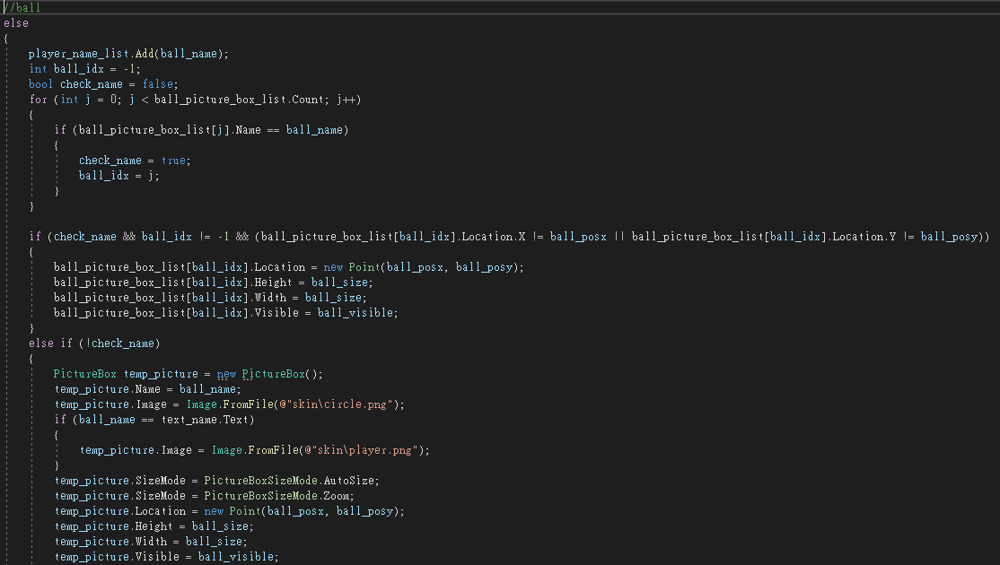 //ball
else
{
player_name_list.Add(ball_name);
int ball_idx = -1;
bool check_name = false;
for (int j = 0; j < ball_picture_box_list.Count; j++)
{
if (ball_picture_box_list[j].Name == ball_name)
{
check_name = true;
ball_idx = j;
}
}
if (check_name && ball_idx != -1 && (ball_picture_box_list[ball_idx].Location.X != ball_posx || ball_picture_box_list[ball_idx].Location.Y != ball_posy))
{
ball_picture_box_list[ball_idx].Location = new Point(ball_posx, ball_posy);
ball_picture_box_list[ball_idx].Height = ball_size;
ball_picture_box_list[ball_idx].Width = ball_size;
ball_picture_box_list[ball_idx].Visible = ball_visible;
}
else if (!check_name)
{
PictureBox temp_picture = new PictureBox();
temp_picture.Name = ball_name;
temp_picture.Image = Image.FromFile(@"skin\circle.png");
if (ball_name == text_name.Text)
{
temp_picture.Image = Image.FromFile(@"skin\player.png");
}
temp_picture.SizeMode = PictureBoxSizeMode.AutoSize;
temp_picture.SizeMode = PictureBoxSizeMode.Zoom;
temp_picture.Location = new Point(ball_posx, ball_posy);
temp_picture.Height = ball_size;
temp_picture.Width = ball_size;
temp_picture.Visible = ball_visible;